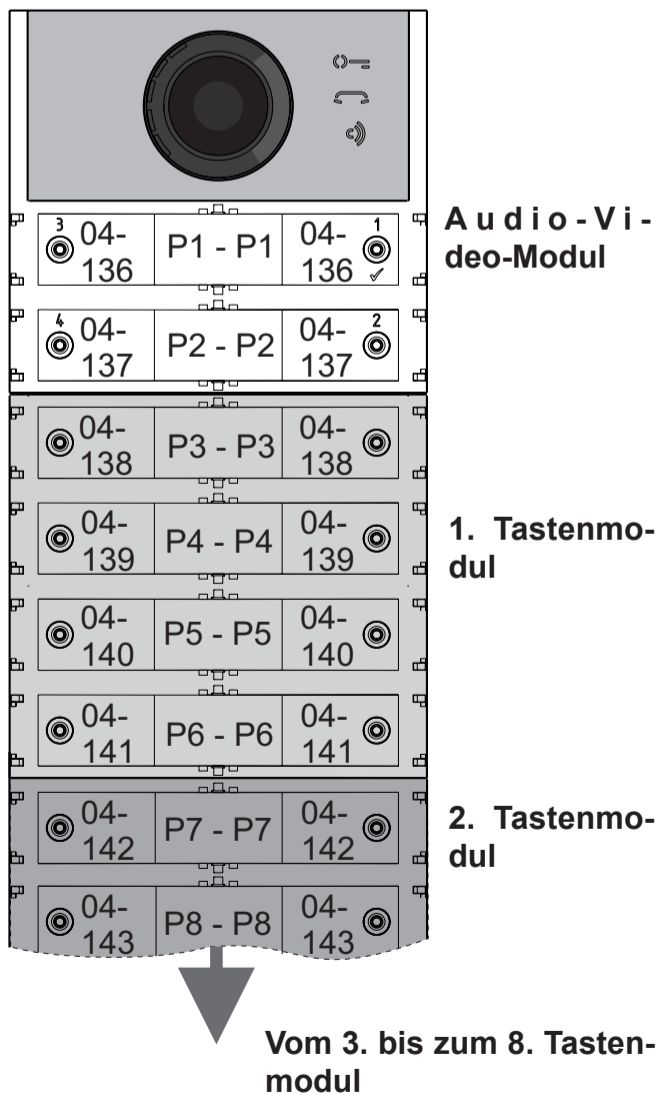 3 04- P1 - P1 04- 1
136 136 ✓
Audio-Vi-
deo-Modul
4 04- P2 - P2 04- 2
137 137
04- P3 - P3 04-
138 138
04- P4 - P4 04-
139 139
1. Tastenmo-
dul
04- P5 - P5 04-
140 140
04- P6 - P6 04-
141 141
04- P7 - P7 04-
142 142
2. Tastenmo-
dul
04- P8 - P8 04-
143 143
Vom 3. bis zum 8. Tasten-
modul